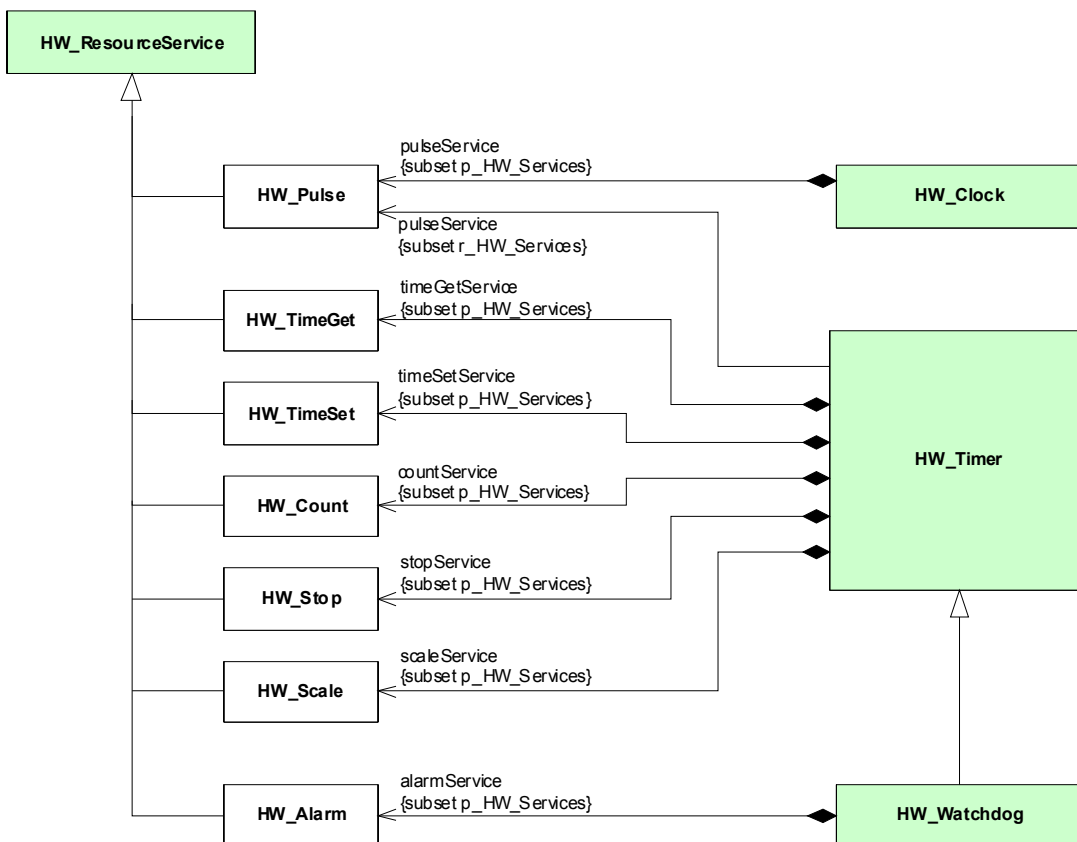 HW_ResourceService
pulseService
{subset p_HW_Services}
HW_Pulse
HW_Clock
pulseService
{subset r_HW_Services}
timeGetService
{subset p_HW_Services}
HW_TimeGet
timeSetService
{subset p_HW_Services}
HW_TimeSet
HW_Timer
countService
{subset p_HW_Services}
HW_Count
stopService
{subset p_HW_Services}
HW_Stop
scaleService
{subset p_HW_Services}
HW_Scale
alarmService
{subset p_HW_Services}
HW_Alarm
HW_Watchdog